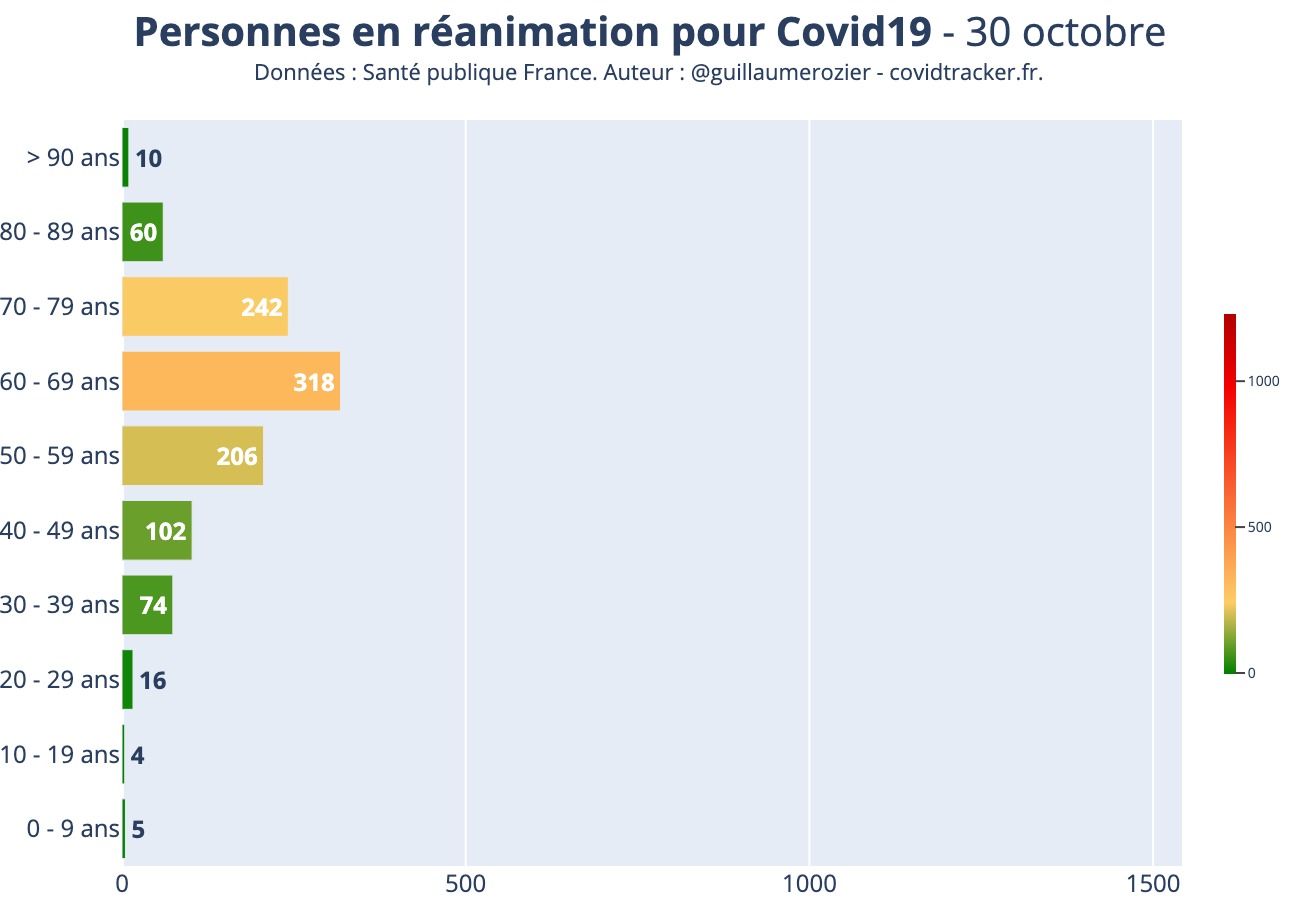 Personnes en réanimation pour Covid19 - 30 octobre
Données : Santé publique France. Auteur : @guillaumerozier - covidtracker.fr.
> 90 ans 10
80 - 89 ans 60
70 - 79 ans 242
60 - 69 ans 318
50 - 59 ans 206
40 - 49 ans 102
30 - 39 ans 74
20 - 29 ans 16
10 - 19 ans 4
0 - 9 ans 5
0 500 1000 1500
1000
500
0